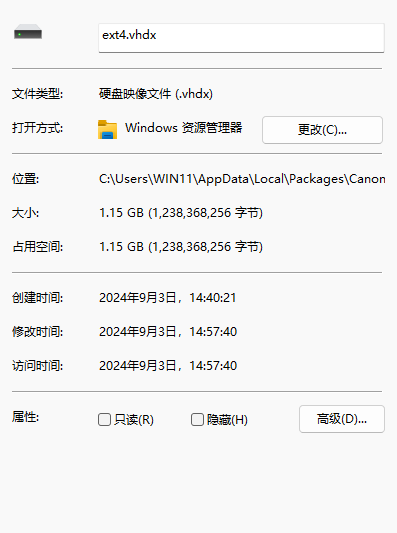 ext4.vhdx
文件类型: 硬盘映像文件 (.vhdx)
打开方式: Windows 资源管理器 更改(C)...
位置: C:\Users\WIN11\AppData\Local\Packages\Canon
大小: 1.15 GB (1,238,368,256 字节)
占用空间: 1.15 GB (1,238,368,256 字节)
创建时间: 2024年9月3日，14:40:21
修改时间: 2024年9月3日，14:57:40
访问时间: 2024年9月3日，14:57:40
属性: 只读(R) 隐藏(H) 高级(D)...